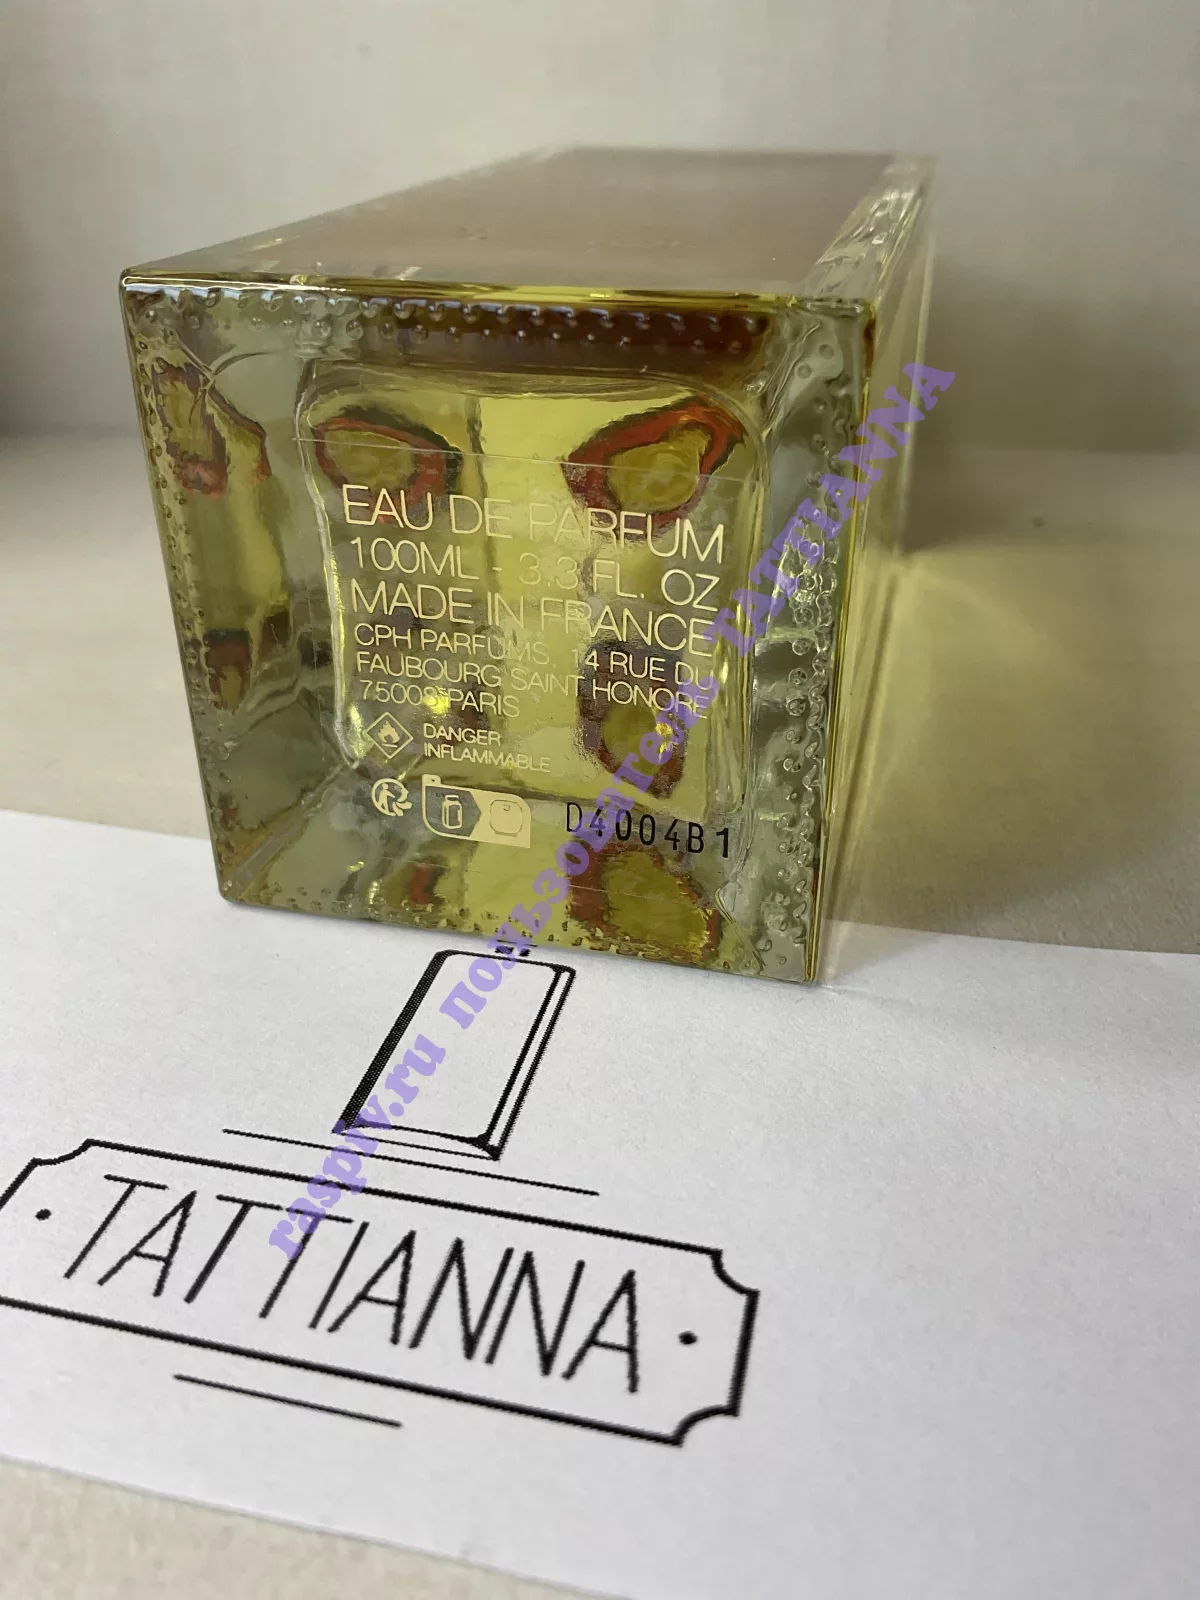 EAU DE PARFUM
100ML - 3.3 FL. OZ
MADE IN FRANCE
CPH PARFUMS, 14 RUE DU
FAUBOURG SAINT HONORÉ
75008 PARIS
DANGER
INFLAMMABLE
D4004B1
raspiv.ru пользователь TATTIANNA
· TATTIANNA ·